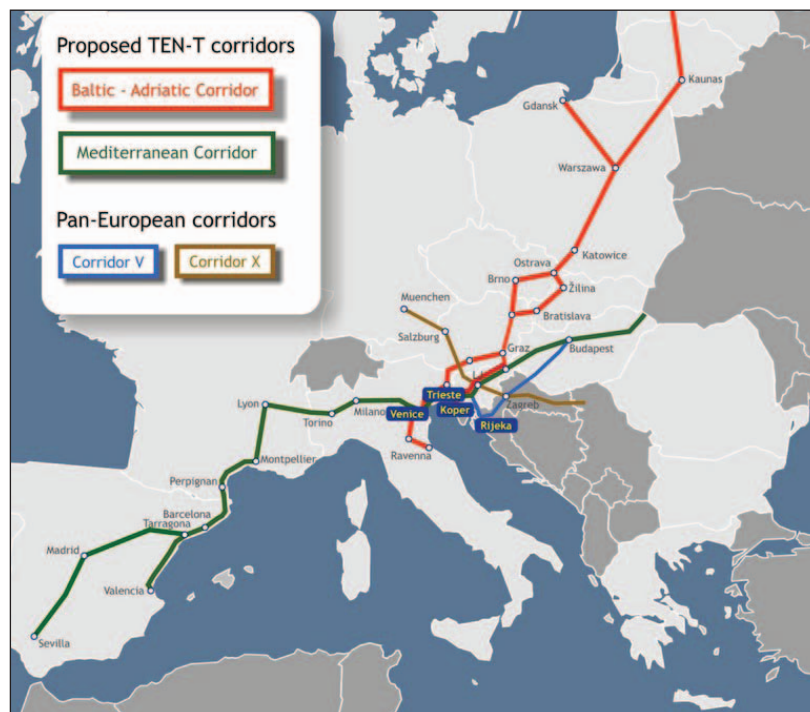 Proposed TEN-T corridors
Baltic - Adriatic Corridor
Mediterranean Corridor
Pan-European corridors
Corridor V
Corridor X
Kaunas
Gdansk
Warszawa
Katowice
Ostrava
Brno
Žilina
Muenchen
Bratislava
Salzburg
Graz
Budapest
Trieste
Lyon
Milano
Venice
Koper
Zagreb
Torino
Rijeka
Montpellier
Ravenna
Perpignan
Barcelona
Tarragona
Madrid
Valencia
Sevilla